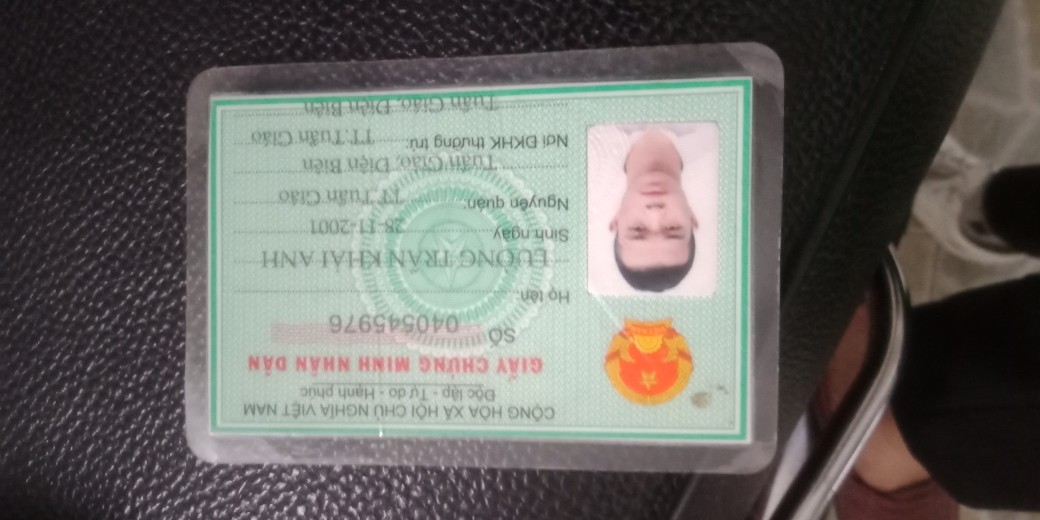 CỘNG HÒA XÃ HỘI CHỦ NGHĨA VIỆT NAM
Độc lập - Tự do - Hạnh phúc
GIẤY CHỨNG MINH NHÂN DÂN
SỐ 040545976
Họ tên:
LƯỜNG TRẦN KHẢI ANH
Sinh ngày 28-11-2001
Nguyên quán: TT.Tuần Giáo
Tuần Giáo, Điện Biên
Nơi ĐKHK thường trú: TT.Tuần Giáo
Tuần Giáo, Điện Biên